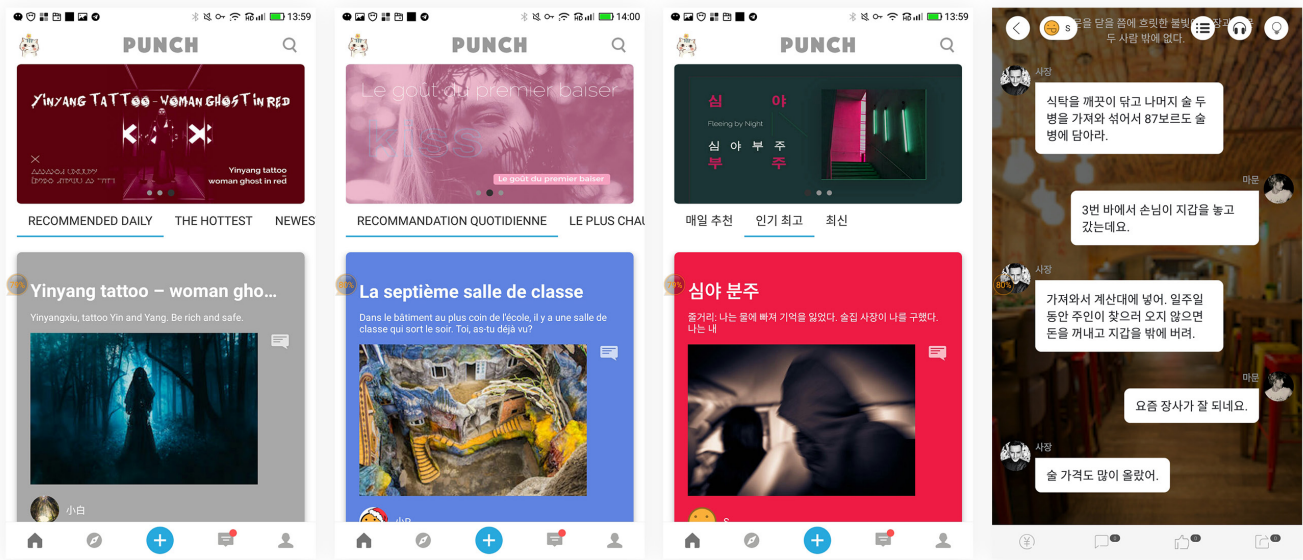 13:59
PUNCH
YINYANG TATTOO - WOMAN GHOST IN RED
Yinyang tattoo
woman ghost in red
RECOMMENDED DAILY THE HOTTEST NEWES
79%
Yinyang tattoo – woman gho...
Yinyangxiu, tattoo Yin and Yang. Be rich and safe.
小白
14:00
PUNCH
Le goût du premier baiser
kiss
Le goût du premier baiser
RECOMMANDATION QUOTIDIENNE LE PLUS CHAU
80%
La septième salle de classe
Dans le bâtiment au plus coin de l'école, il y a une salle de
classe qui sort le soir. Toi, as-tu déjà vu?
13:59
PUNCH
심 야
Fleeing by Night
심 야 부 주
부 주
매일 추천 인기 최고 최신
79%
심야 분주
줄거리: 나는 물에 빠져 기억을 잃었다. 술집 사장이 나를 구했다.
나는 내
S
s
두 사람 밖에 없다.
사장
식탁을 깨끗이 닦고 나머지 술 두
병을 가져와 섞어서 87보르도 술
병에 담아라.
마문
3번 바에서 손님이 지갑을 놓고
갔는데요.
사장
80%
가져와서 계산대에 넣어. 일주일
동안 주인이 찾으러 오지 않으면
돈을 꺼내고 지갑을 밖에 버려.
마문
요즘 장사가 잘 되네요.
사장
술 가격도 많이 올랐어.
0 0 0